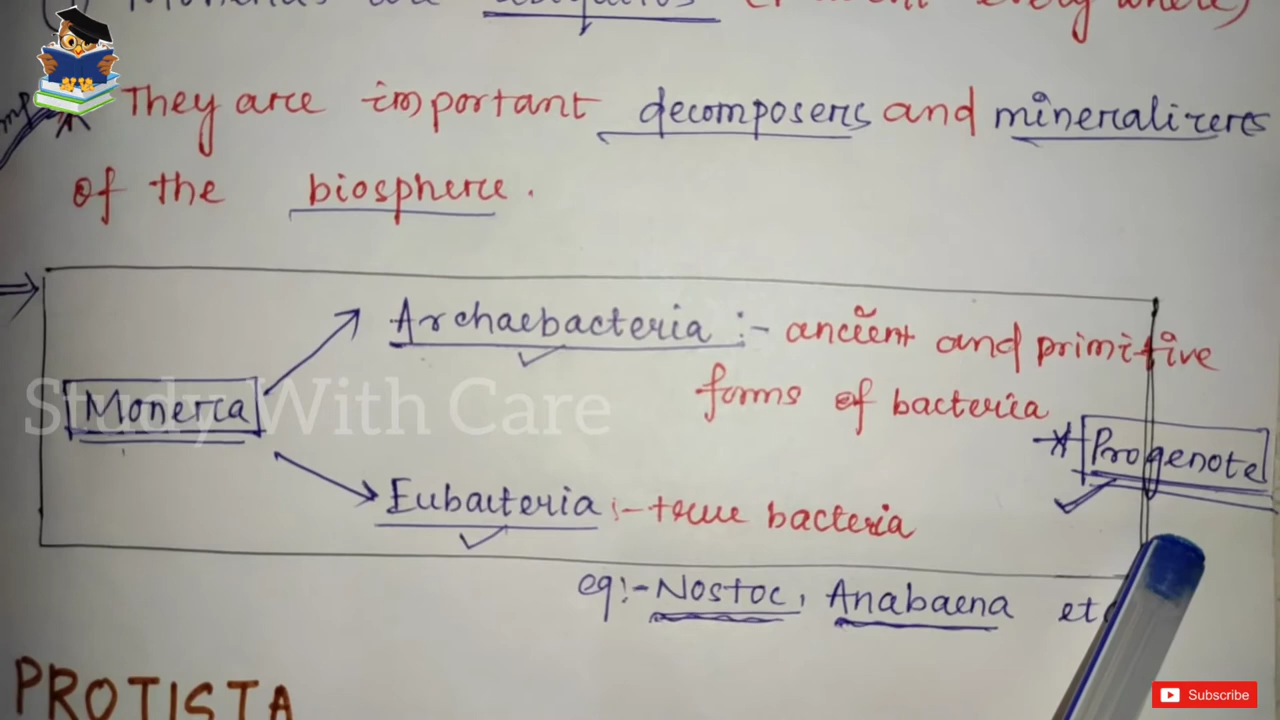 They are important decomposers and mineralizers
of the biosphere.
Archaebacteria :- ancient and primitive
forms of bacteria
Monera
Study With Care
Progenote
Eubacteria :- true bacteria
eg:- Nostoc, Anabaena etc
PROTISTA
Subscribe